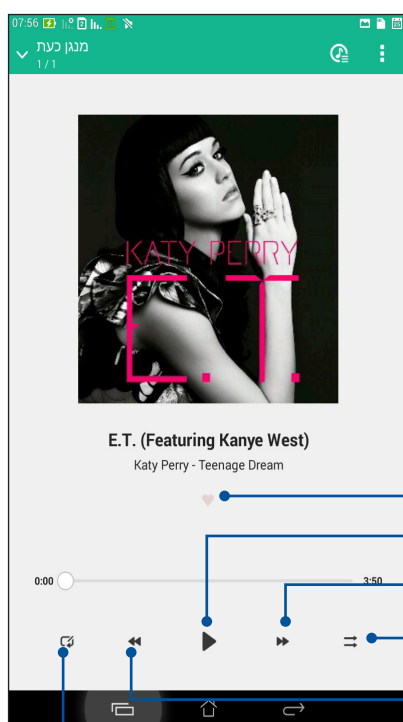 07:56
מנגן כעת
1 / 1
KATY PERRY
E.T.
E.T. (Featuring Kanye West)
Katy Perry - Teenage Dream
0:00
3:50